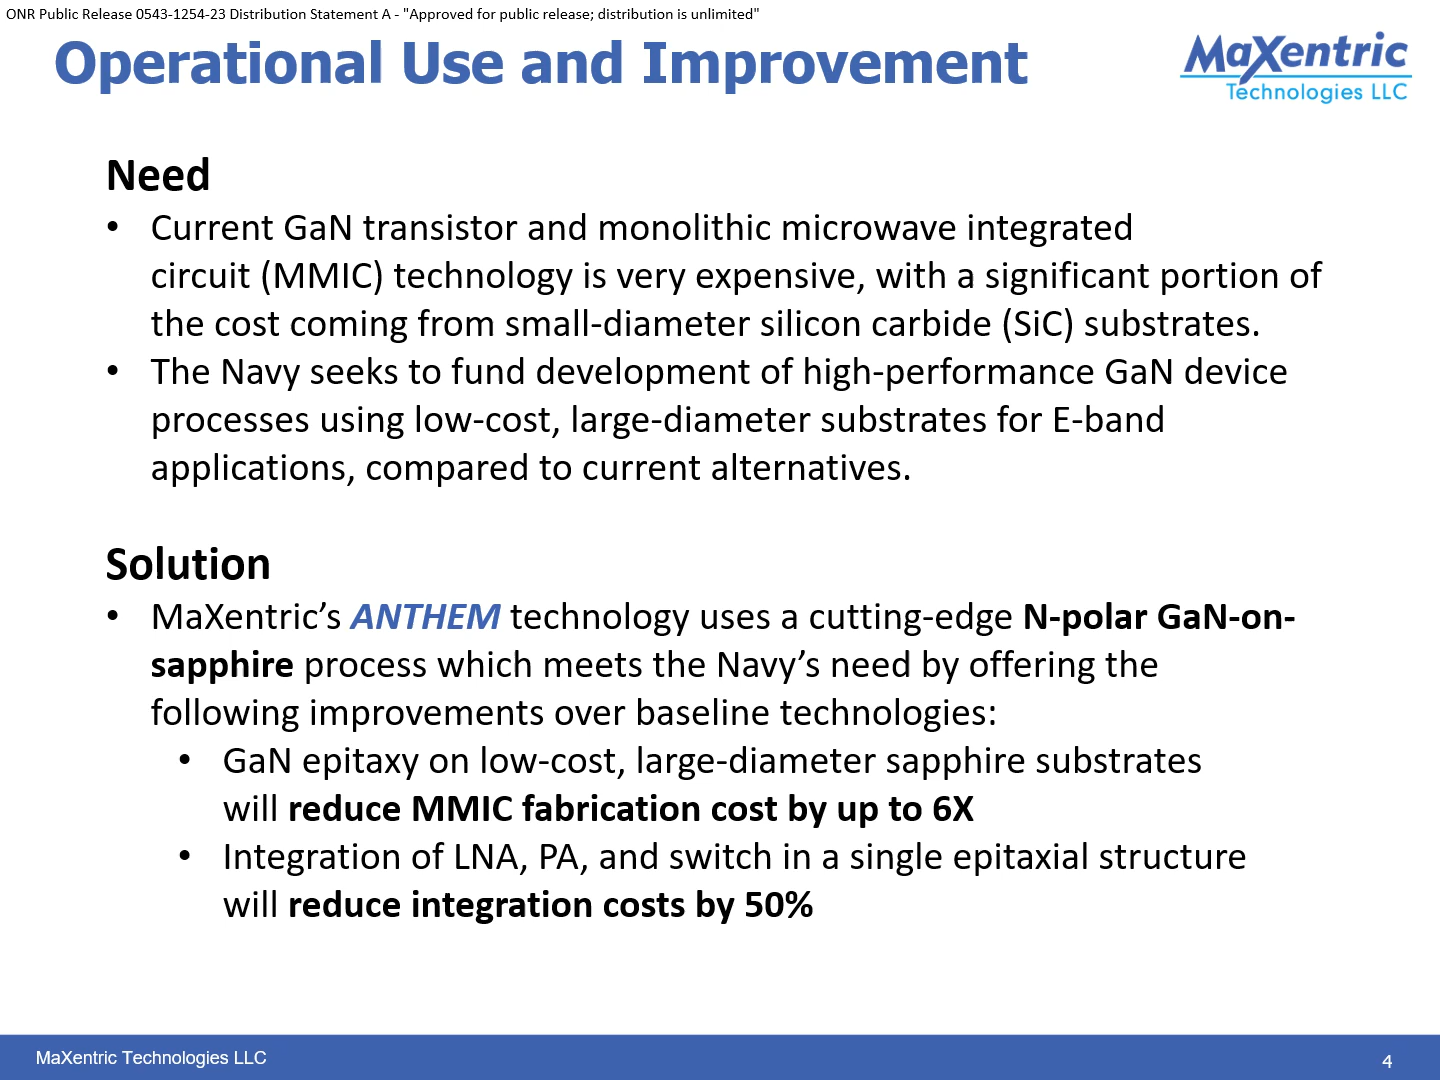 ONR Public Release 0543-1254-23 Distribution Statement A - "Approved for public release; distribution is unlimited"
Operational Use and Improvement
MaXentric
Technologies LLC
Need
• Current GaN transistor and monolithic microwave integrated
circuit (MMIC) technology is very expensive, with a significant portion of
the cost coming from small-diameter silicon carbide (SiC) substrates.
• The Navy seeks to fund development of high-performance GaN device
processes using low-cost, large-diameter substrates for E-band
applications, compared to current alternatives.
Solution
• MaXentric’s ANTHEM technology uses a cutting-edge N-polar GaN-on-
sapphire process which meets the Navy’s need by offering the
following improvements over baseline technologies:
• GaN epitaxy on low-cost, large-diameter sapphire substrates
will reduce MMIC fabrication cost by up to 6X
• Integration of LNA, PA, and switch in a single epitaxial structure
will reduce integration costs by 50%
MaXentric Technologies LLC
4